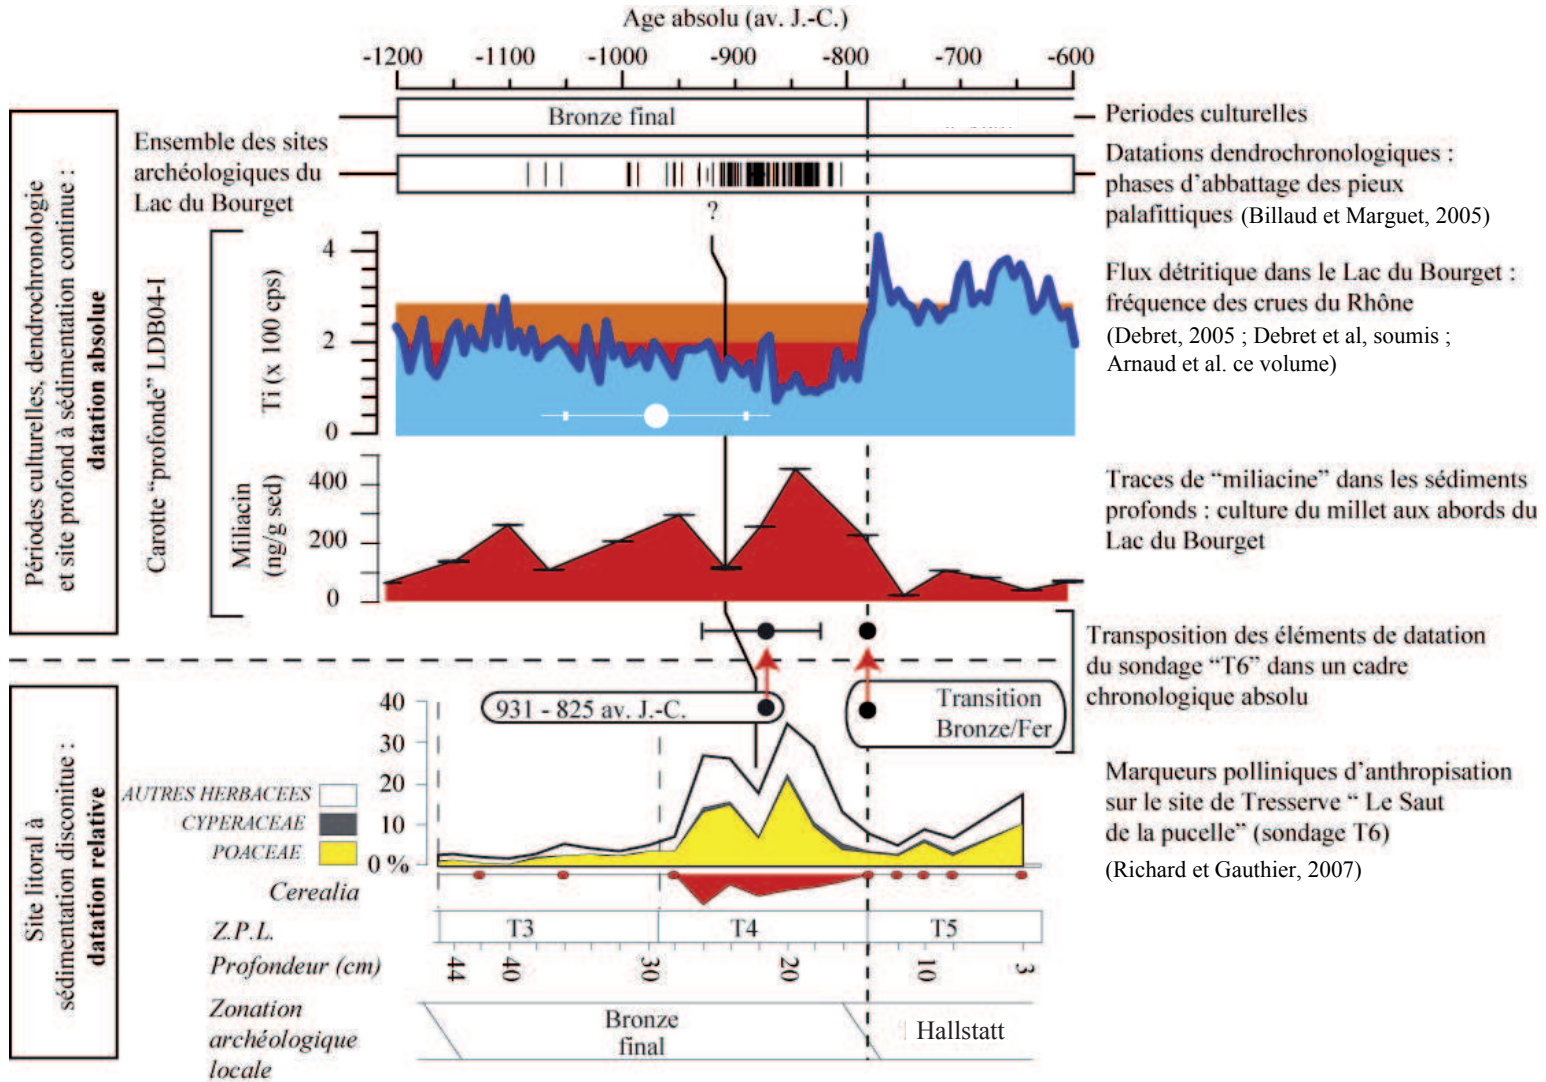 Age absolu (av. J.-C.)
-1200 -1100 -1000 -900 -800 -700 -600
Périodes culturelles, dendrochronologie
et site profond à sédimentation continue :
datation absolue
Bronze final
Periodes culturelles
Ensemble des sites
archéologiques du
Lac du Bourget
Datations dendrochronologiques :
phases d'abbattage des pieux
palafittiques (Billaud et Marguet, 2005)
?
Carotte “profonde” LDB04-I
Ti (x 100 cps)
4
2
0
Flux détritique dans le Lac du Bourget :
fréquence des crues du Rhône
(Debret, 2005 ; Debret et al, soumis ;
Arnaud et al. ce volume)
Miliacin
(ng/g sed)
400
200
0
Traces de “miliacine” dans les sédiments
profonds : culture du millet aux abords du
Lac du Bourget
Transposition des éléments de datation
du sondage “T6” dans un cadre
chronologique absolu
Site litoral à
sédimentation disconitue :
datation relative
931 - 825 av. J.-C.
Transition
Bronze/Fer
40
30
20
10
0 %
AUTRES HERBACEES
CYPERACEAE
POACEAE
Marqueurs polliniques d'anthropisation
sur le site de Tresserve “ Le Saut
de la pucelle” (sondage T6)
(Richard et Gauthier, 2007)
Cerealia
Z.P.L.
T3 T4 T5
Profondeur (cm)
44 40 30 20 10 3
Zonation
archéologique
locale
Bronze
final
Hallstatt